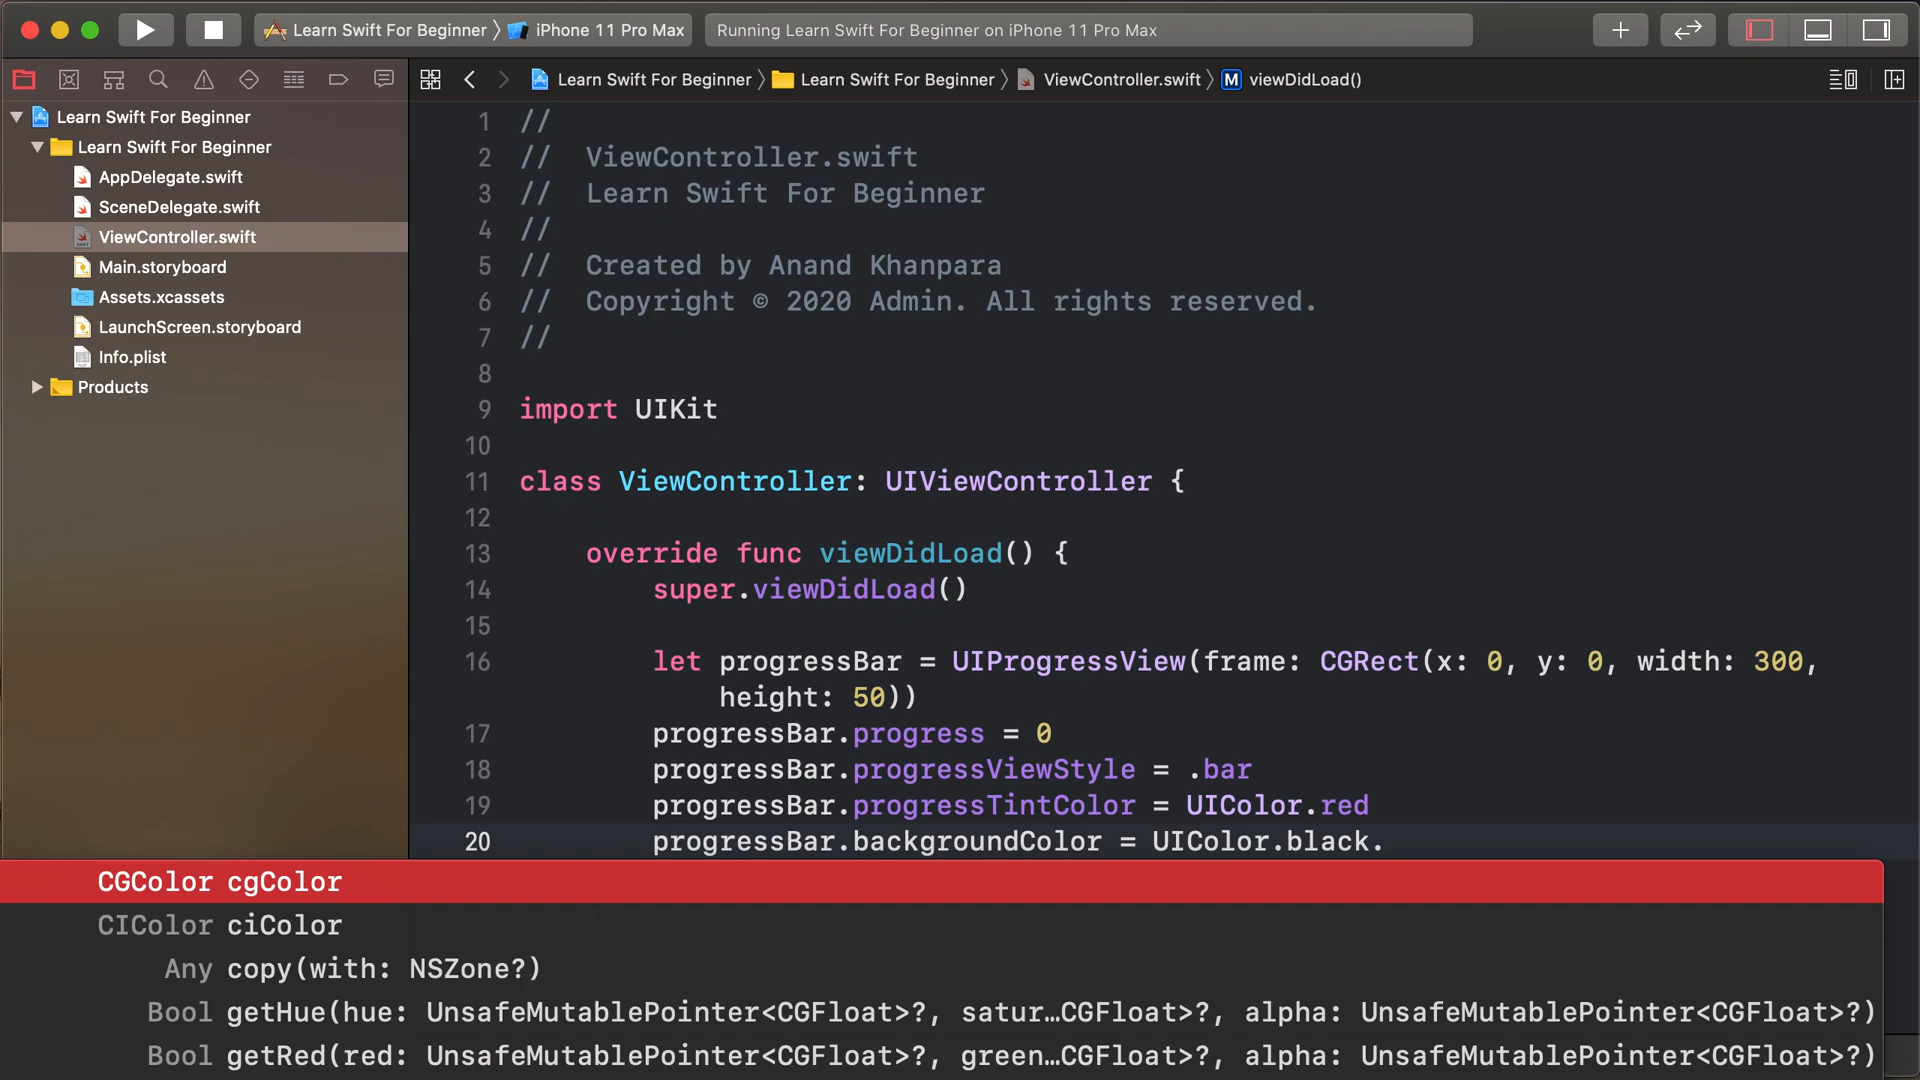 Learn Swift For Beginner 〉 iPhone 11 Pro Max
Running Learn Swift For Beginner on iPhone 11 Pro Max
Learn Swift For Beginner 〉 Learn Swift For Beginner 〉 ViewController.swift 〉 M viewDidLoad()
Learn Swift For Beginner
Learn Swift For Beginner
AppDelegate.swift
SceneDelegate.swift
ViewController.swift
Main.storyboard
Assets.xcassets
LaunchScreen.storyboard
Info.plist
Products
1 //
2 //  ViewController.swift
3 //  Learn Swift For Beginner
4 //
5 //  Created by Anand Khanpara
6 //  Copyright © 2020 Admin. All rights reserved.
7 //
8
9 import UIKit
10
11 class ViewController: UIViewController {
12
13     override func viewDidLoad() {
14         super.viewDidLoad()
15
16         let progressBar = UIProgressView(frame: CGRect(x: 0, y: 0, width: 300,
height: 50))
17         progressBar.progress = 0
18         progressBar.progressViewStyle = .bar
19         progressBar.progressTintColor = UIColor.red
20         progressBar.backgroundColor = UIColor.black.
CGColor cgColor
CIColor ciColor
Any copy(with: NSZone?)
Bool getHue(hue: UnsafeMutablePointer<CGFloat>?, satur…CGFloat>?, alpha: UnsafeMutablePointer<CGFloat>?)
Bool getRed(red: UnsafeMutablePointer<CGFloat>?, green…CGFloat>?, alpha: UnsafeMutablePointer<CGFloat>?)